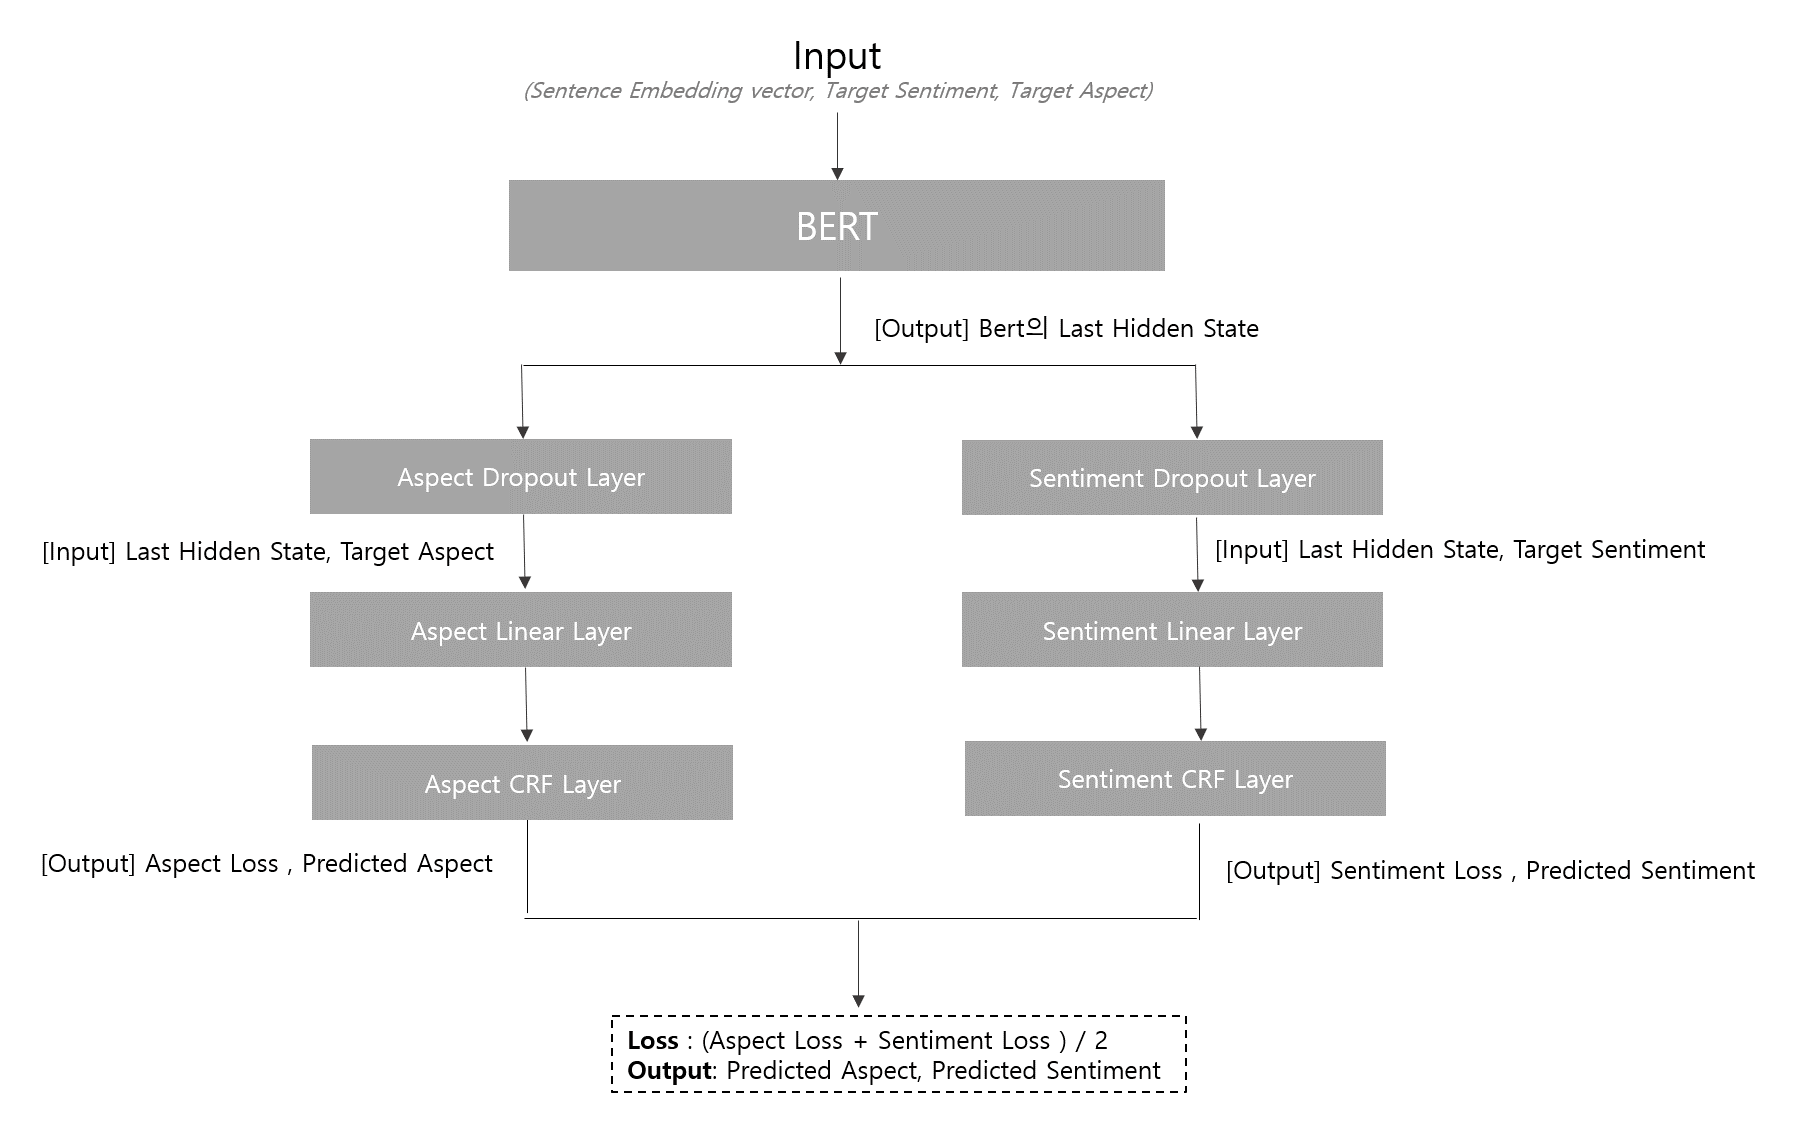 Input
(Sentence Embedding vector, Target Sentiment, Target Aspect)
BERT
[Output] Bert의 Last Hidden State
Aspect Dropout Layer
Sentiment Dropout Layer
[Input] Last Hidden State, Target Aspect
[Input] Last Hidden State, Target Sentiment
Aspect Linear Layer
Sentiment Linear Layer
Aspect CRF Layer
Sentiment CRF Layer
[Output] Aspect Loss , Predicted Aspect
[Output] Sentiment Loss , Predicted Sentiment
Loss : (Aspect Loss + Sentiment Loss ) / 2
Output: Predicted Aspect, Predicted Sentiment